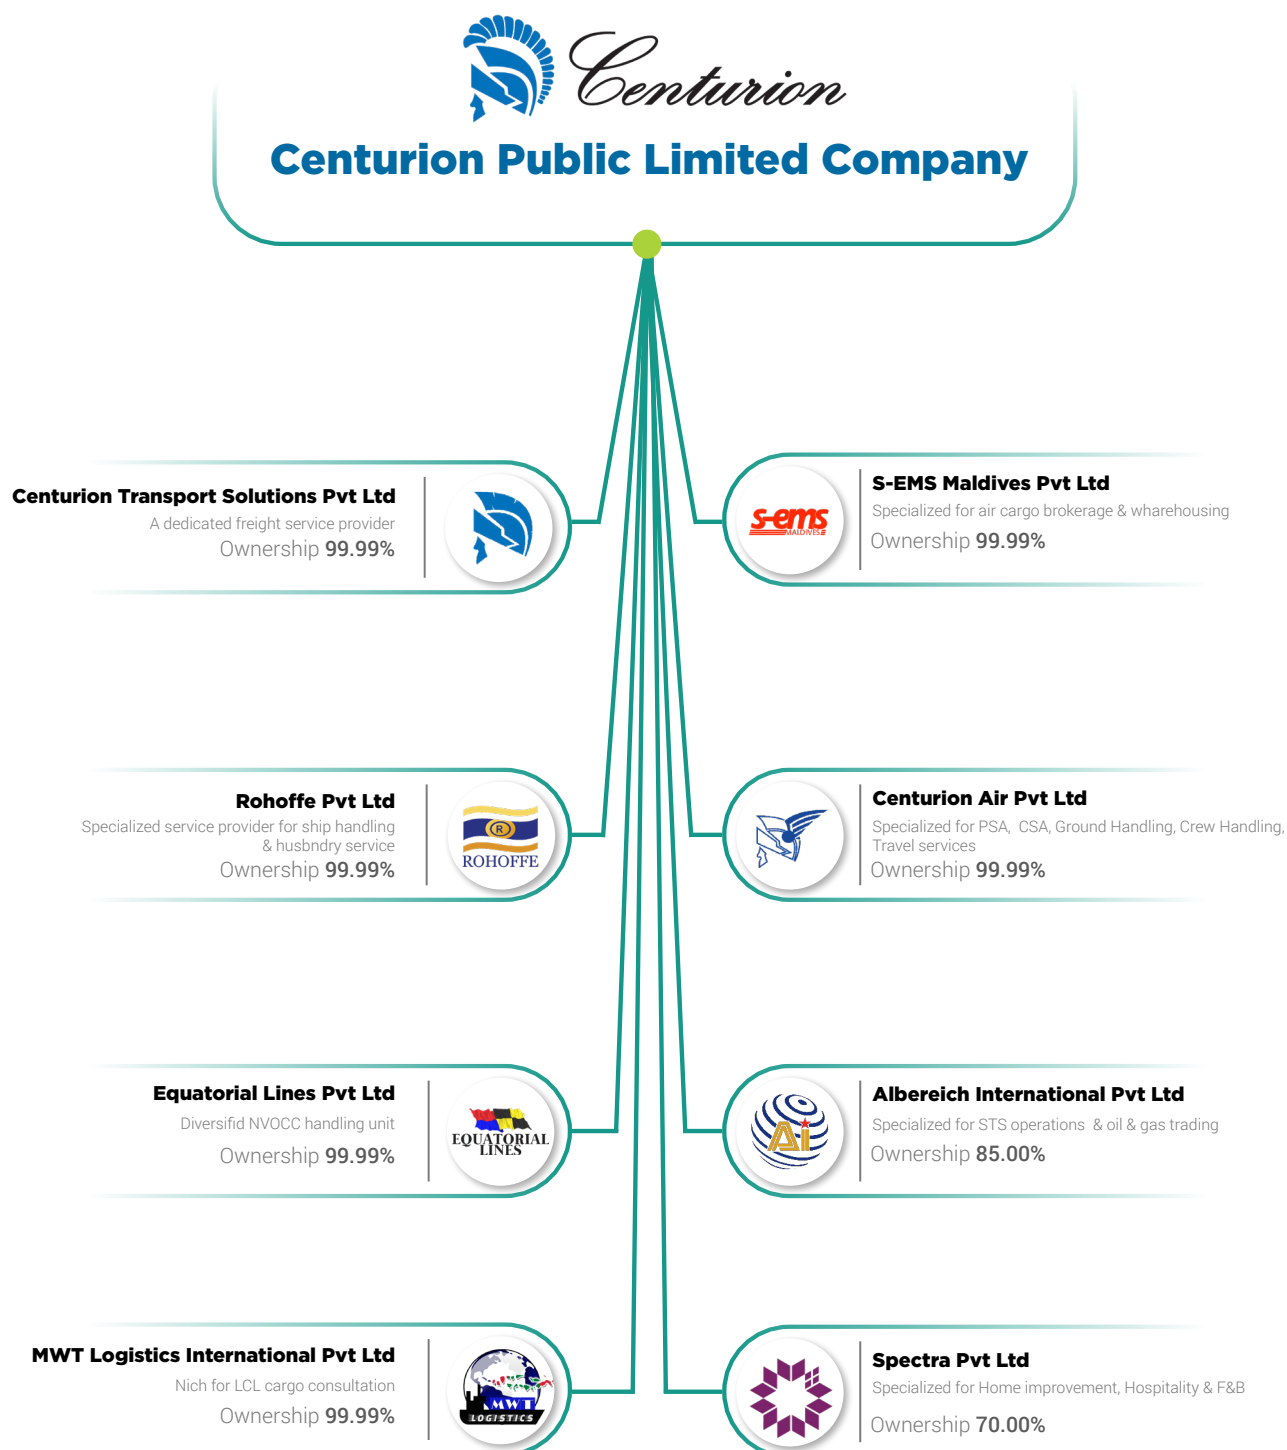 Centurion
Centurion Public Limited Company
Centurion Transport Solutions Pvt Ltd
A dedicated freight service provider
Ownership 99.99%
S-EMS Maldives Pvt Ltd
Specialized for air cargo brokerage & wharehousing
Ownership 99.99%
s-ems
MALDIVES
Rohoffe Pvt Ltd
Specialized service provider for ship handling
& husbndry service
Ownership 99.99%
R
ROHOFFE
Centurion Air Pvt Ltd
Specialized for PSA, CSA, Ground Handling, Crew Handling,
Travel services
Ownership 99.99%
Equatorial Lines Pvt Ltd
Diversifid NVOCC handling unit
Ownership 99.99%
EQUATORIAL
LINES
Ai
Albereich International Pvt Ltd
Specialized for STS operations & oil & gas trading
Ownership 85.00%
MWT Logistics International Pvt Ltd
Nich for LCL cargo consultation
Ownership 99.99%
MWT
LOGISTICS
Spectra Pvt Ltd
Specialized for Home improvement, Hospitality & F&B
Ownership 70.00%